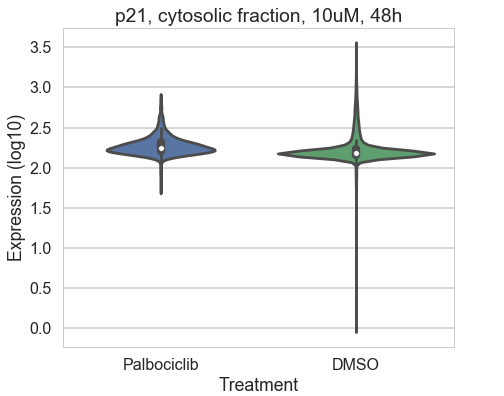 p21, cytosolic fraction, 10uM, 48h
Expression (log10)
3.5
3.0
2.5
2.0
1.5
1.0
0.5
0.0
Palbociclib DMSO
Treatment